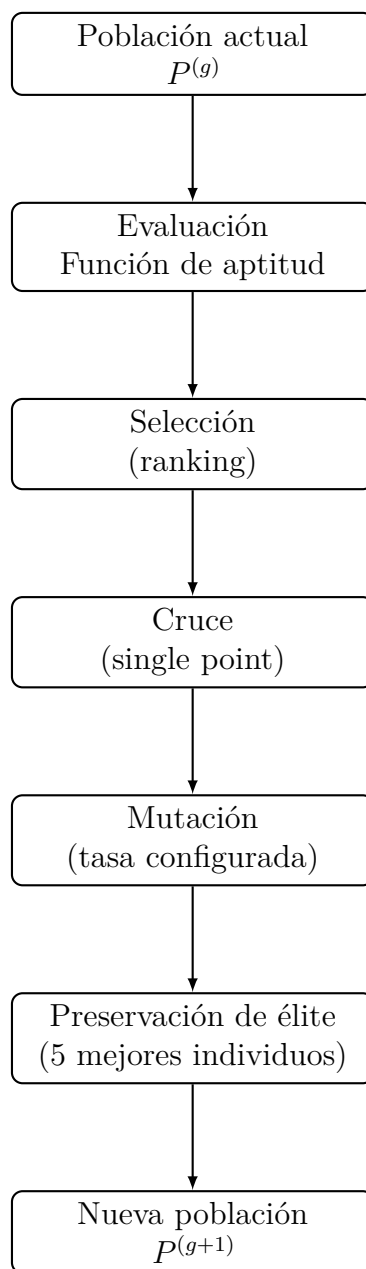 Población actual
P^(g)
Evaluación
Función de aptitud
Selección
(ranking)
Cruce
(single point)
Mutación
(tasa configurada)
Preservación de élite
(5 mejores individuos)
Nueva población
P^(g+1)